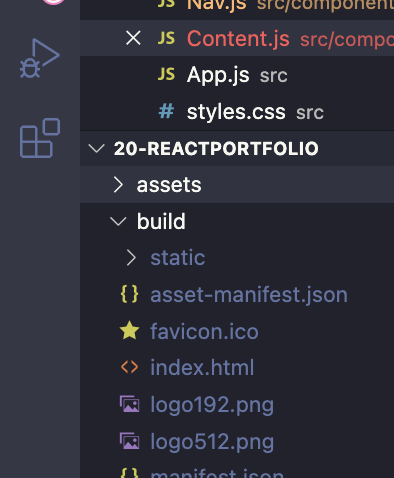 JS Nav.js src/component
JS Content.js src/compo
JS App.js src
# styles.css src
20-REACTPORTFOLIO
assets
build
static
{} asset-manifest.json
favicon.ico
<> index.html
logo192.png
logo512.png
{} manifest.json